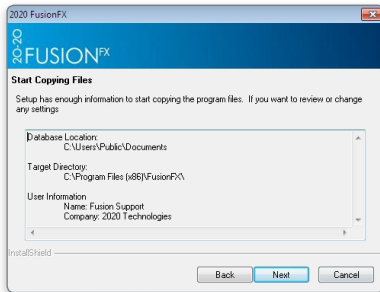 2020 FusionFX
20-20
FUSIONFX
Start Copying Files
Setup has enough information to start copying the program files. If you want to review or change
any settings
Database Location:
C:\Users\Public\Documents
Target Directory:
C:\Program Files (x86)\FusionFX\
User Information
Name: Fusion Support
Company: 2020 Technologies
InstallShield
Back Next Cancel